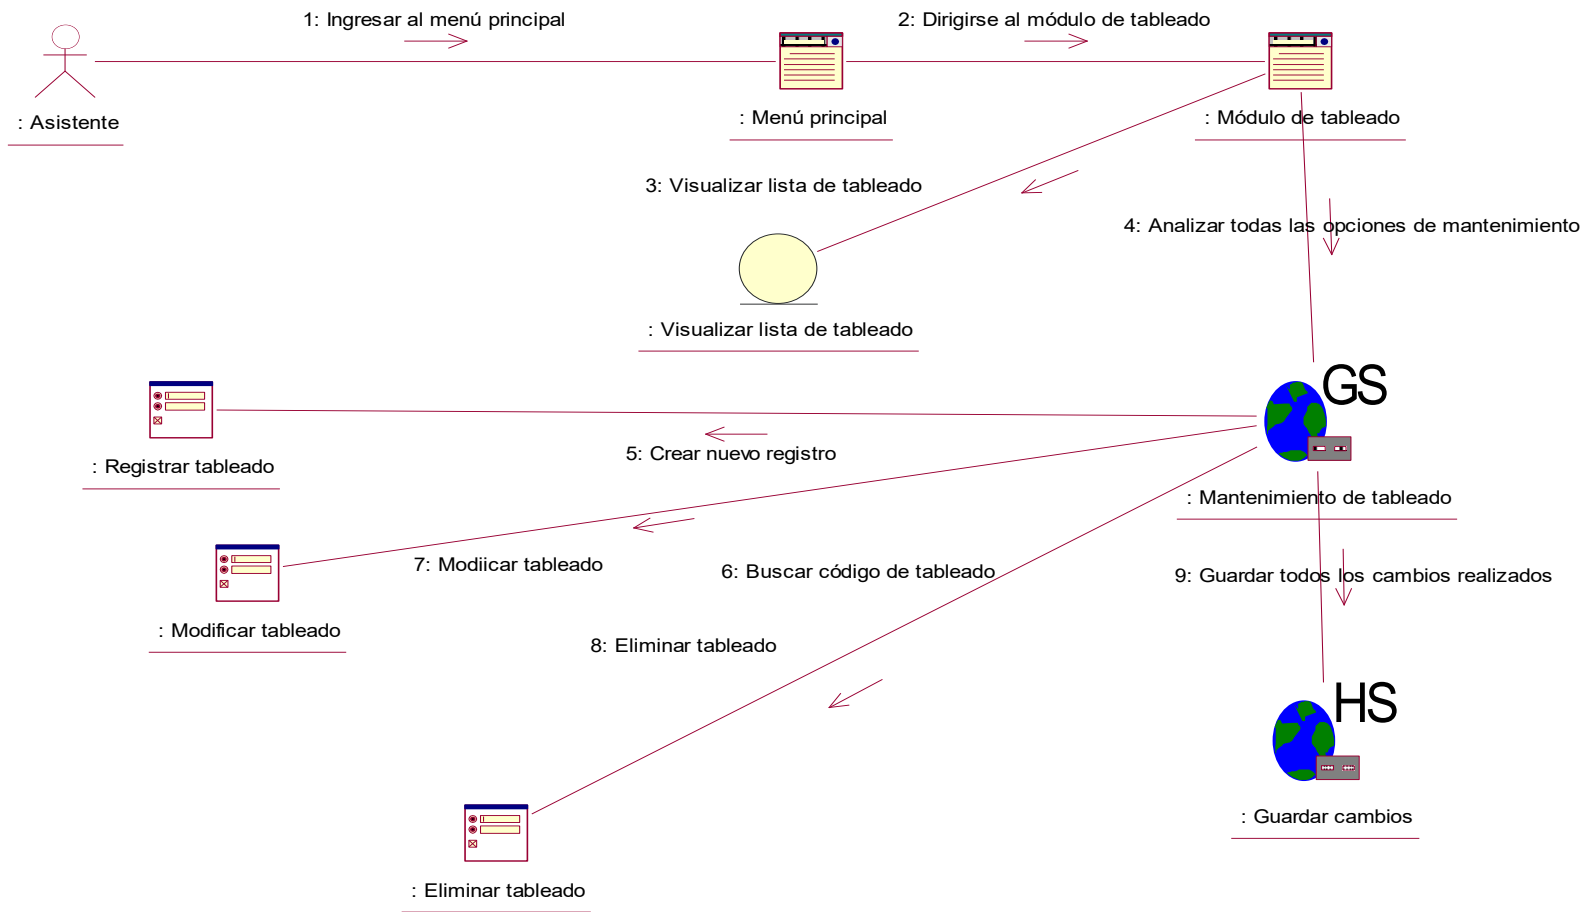 1: Ingresar al menú principal
2: Dirigirse al módulo de tableado
: Asistente
: Menú principal
: Módulo de tableado
3: Visualizar lista de tableado
4: Analizar todas las opciones de mantenimiento
: Visualizar lista de tableado
GS
5: Crear nuevo registro
: Registrar tableado
: Mantenimiento de tableado
7: Modiicar tableado
6: Buscar código de tableado
9: Guardar todos los cambios realizados
: Modificar tableado
8: Eliminar tableado
HS
: Guardar cambios
: Eliminar tableado